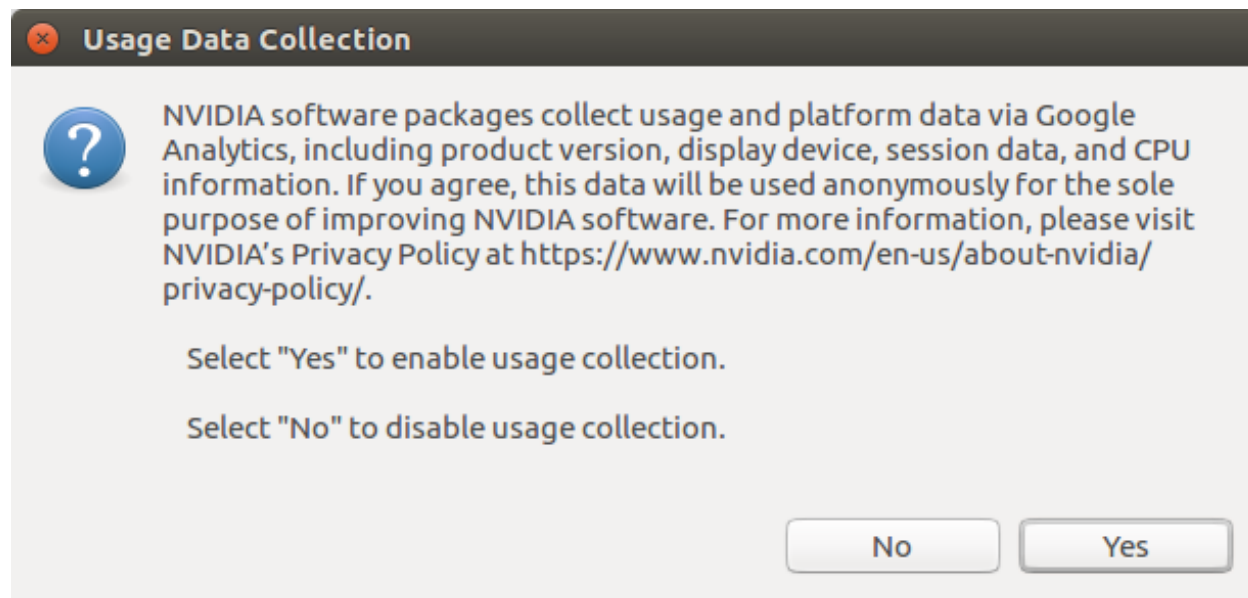 Usage Data Collection
NVIDIA software packages collect usage and platform data via Google
Analytics, including product version, display device, session data, and CPU
information. If you agree, this data will be used anonymously for the sole
purpose of improving NVIDIA software. For more information, please visit
NVIDIA’s Privacy Policy at https://www.nvidia.com/en-us/about-nvidia/
privacy-policy/.
Select "Yes" to enable usage collection.
Select "No" to disable usage collection.
No
Yes